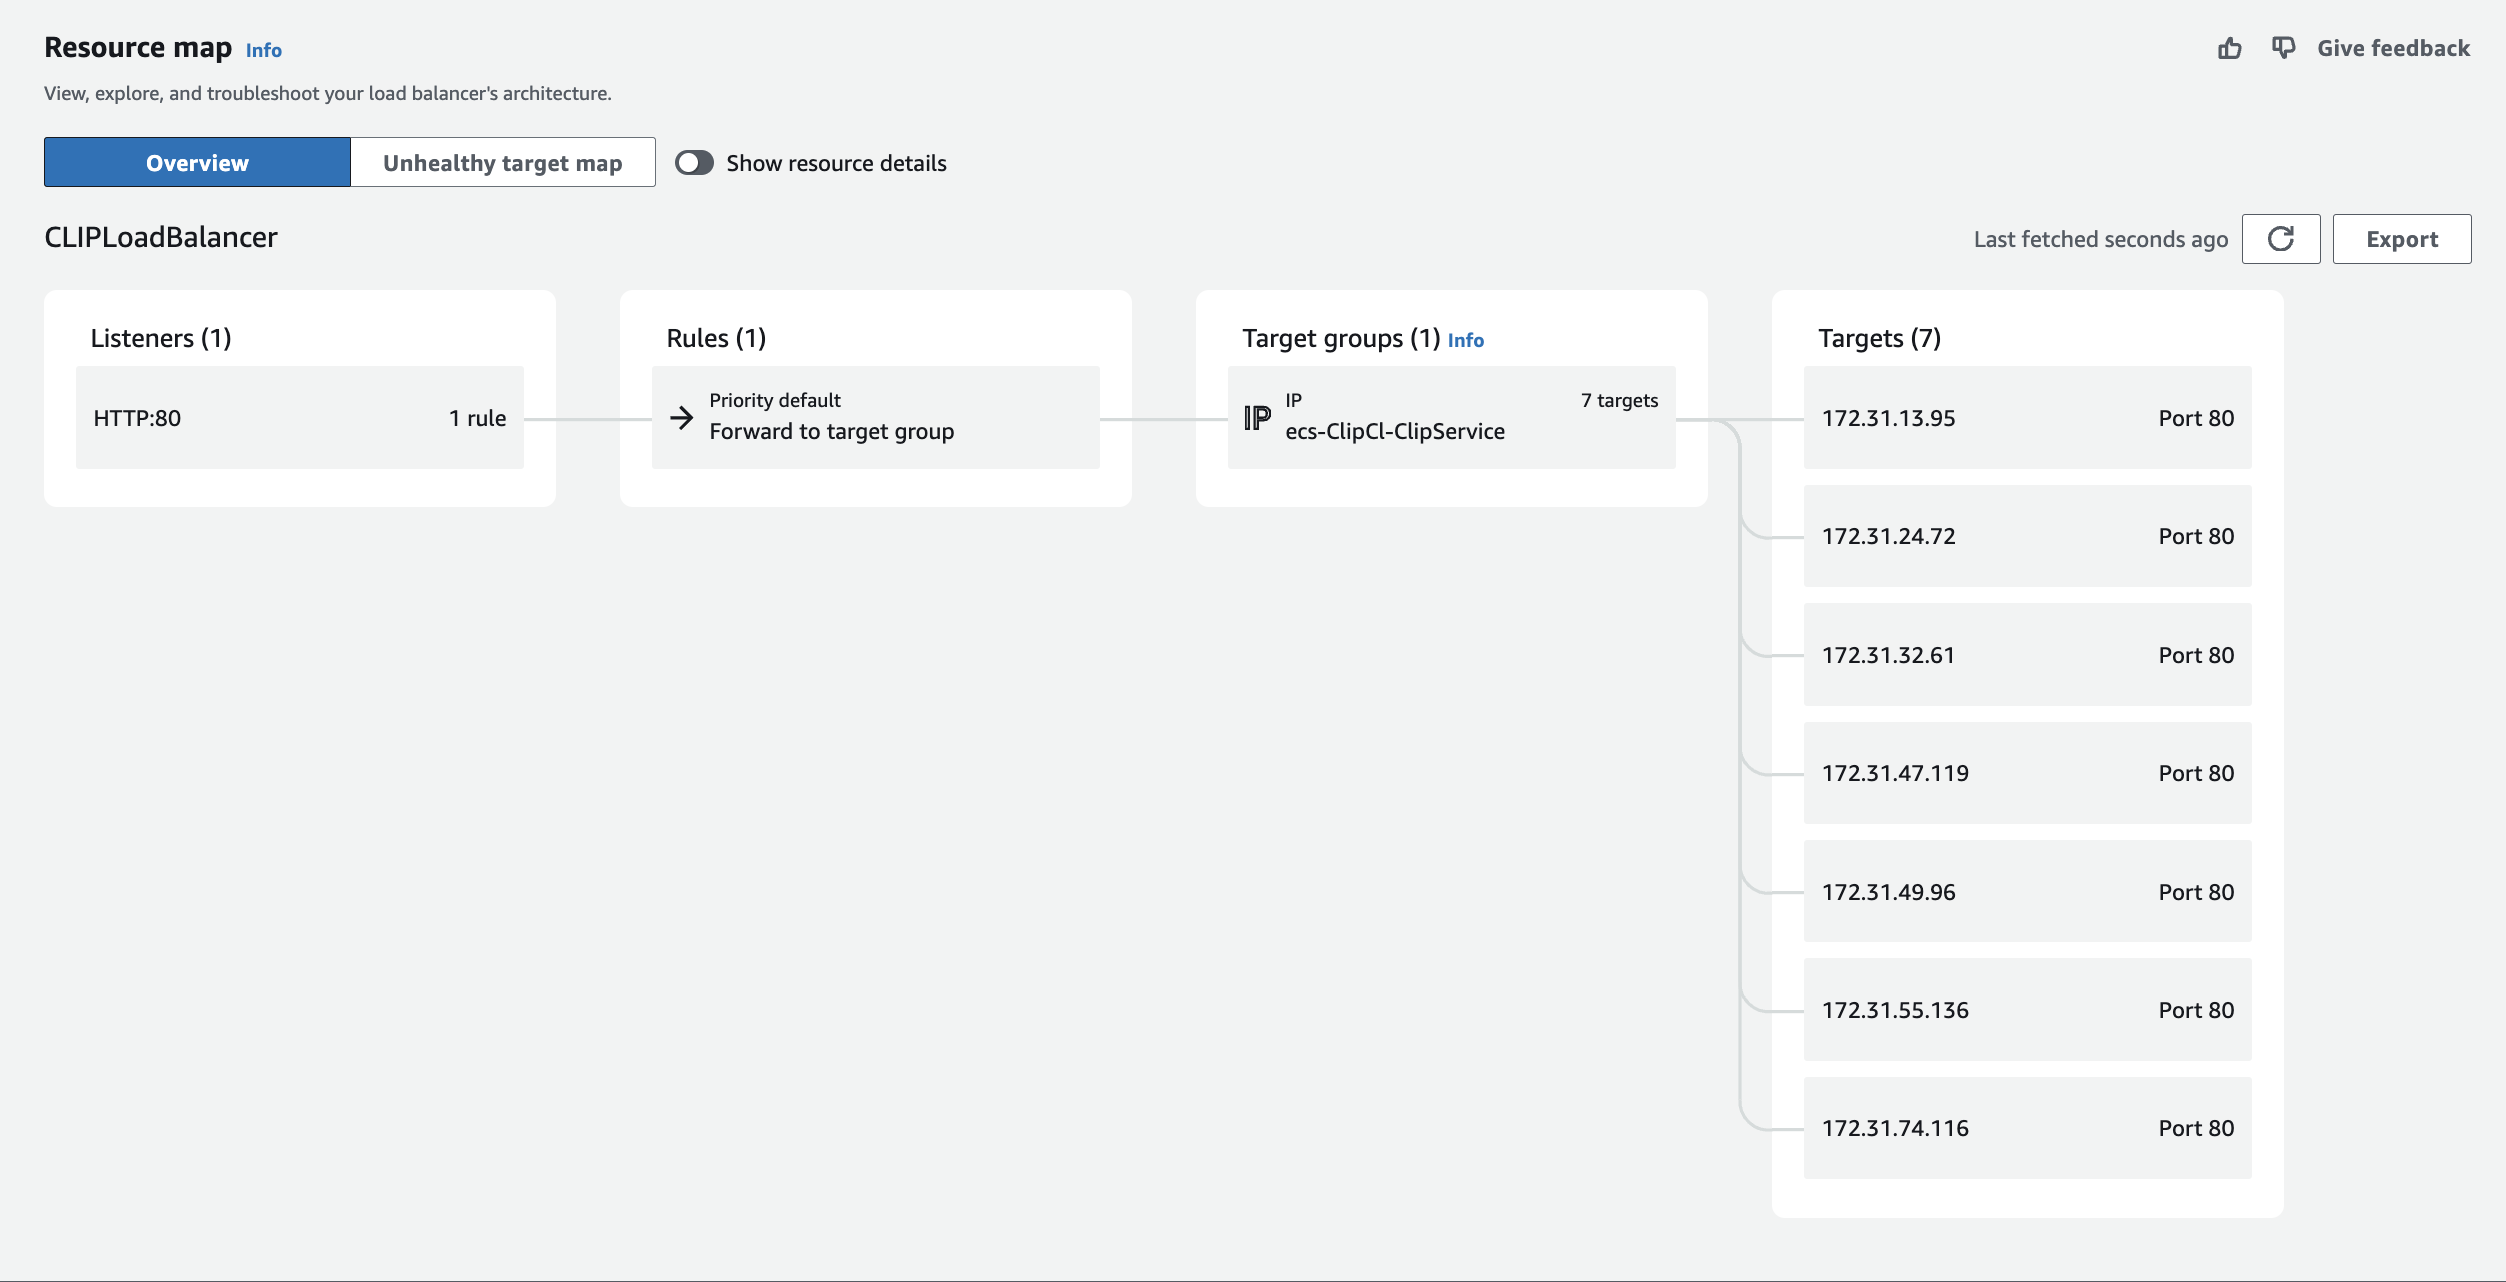 Resource map Info
Give feedback
View, explore, and troubleshoot your load balancer's architecture.
Overview
Unhealthy target map
Show resource details
CLIPLoadBalancer
Last fetched seconds ago
Export
Listeners (1)
HTTP:80
1 rule
Rules (1)
Priority default
Forward to target group
Target groups (1) Info
IP
IP
7 targets
ecs-ClipCl-ClipService
Targets (7)
172.31.13.95
Port 80
172.31.24.72
Port 80
172.31.32.61
Port 80
172.31.47.119
Port 80
172.31.49.96
Port 80
172.31.55.136
Port 80
172.31.74.116
Port 80